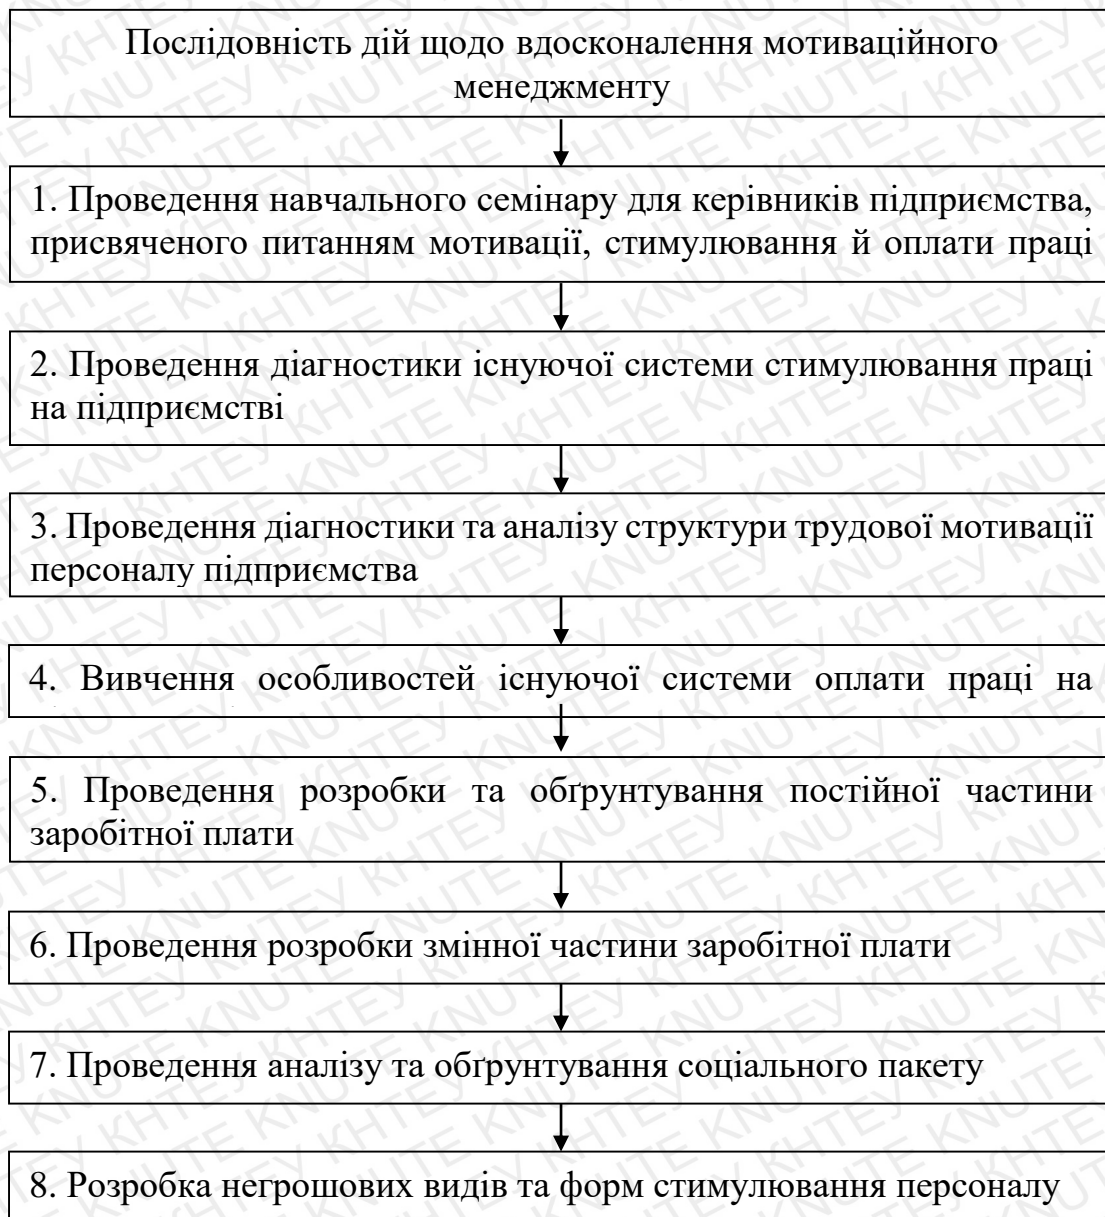 Послідовність дій щодо вдосконалення мотиваційного
менеджменту
1. Проведення навчального семінару для керівників підприємства,
присвяченого питанням мотивації, стимулювання й оплати праці
2. Проведення діагностики існуючої системи стимулювання праці
на підприємстві
3. Проведення діагностики та аналізу структури трудової мотивації
персоналу підприємства
4. Вивчення особливостей існуючої системи оплати праці на
5. Проведення розробки та обґрунтування постійної частини
заробітної плати
6. Проведення розробки змінної частини заробітної плати
7. Проведення аналізу та обґрунтування соціального пакету
8. Розробка негрошових видів та форм стимулювання персоналу